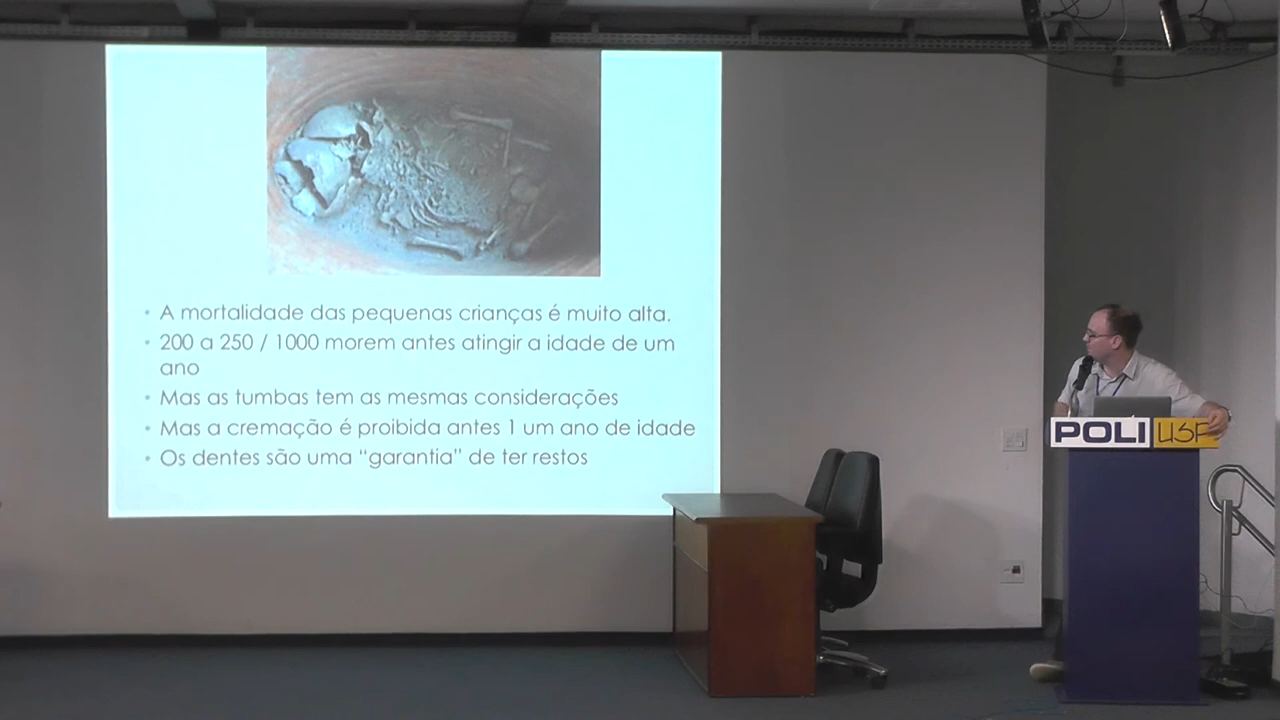 A mortalidade das pequenas crianças é muito alta.
200 a 250 / 1000 morem antes atingir a idade de um
ano
Mas as tumbas tem as mesmas considerações
Mas a cremação é proibida antes 1 um ano de idade
Os dentes são uma “garantia” de ter restos
POLI USP